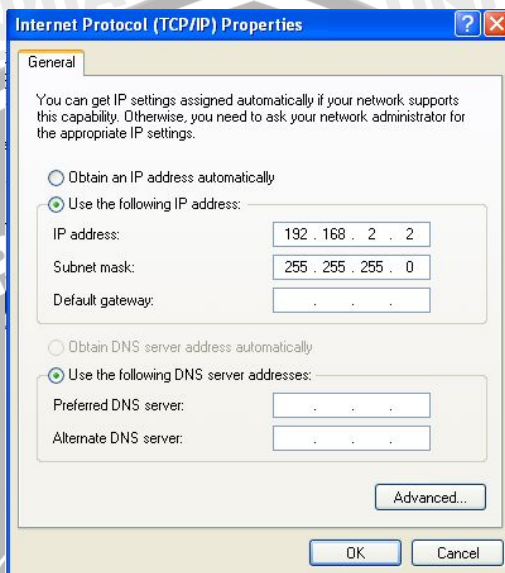 Internet Protocol (TCP/IP) Properties
General
You can get IP settings assigned automatically if your network supports
this capability. Otherwise, you need to ask your network administrator for
the appropriate IP settings.
Obtain an IP address automatically
Use the following IP address:
IP address: 192 . 168 . 2 . 2
Subnet mask: 255 . 255 . 255 . 0
Default gateway: . . .
Obtain DNS server address automatically
Use the following DNS server addresses:
Preferred DNS server: . . .
Alternate DNS server: . . .
Advanced...
OK Cancel